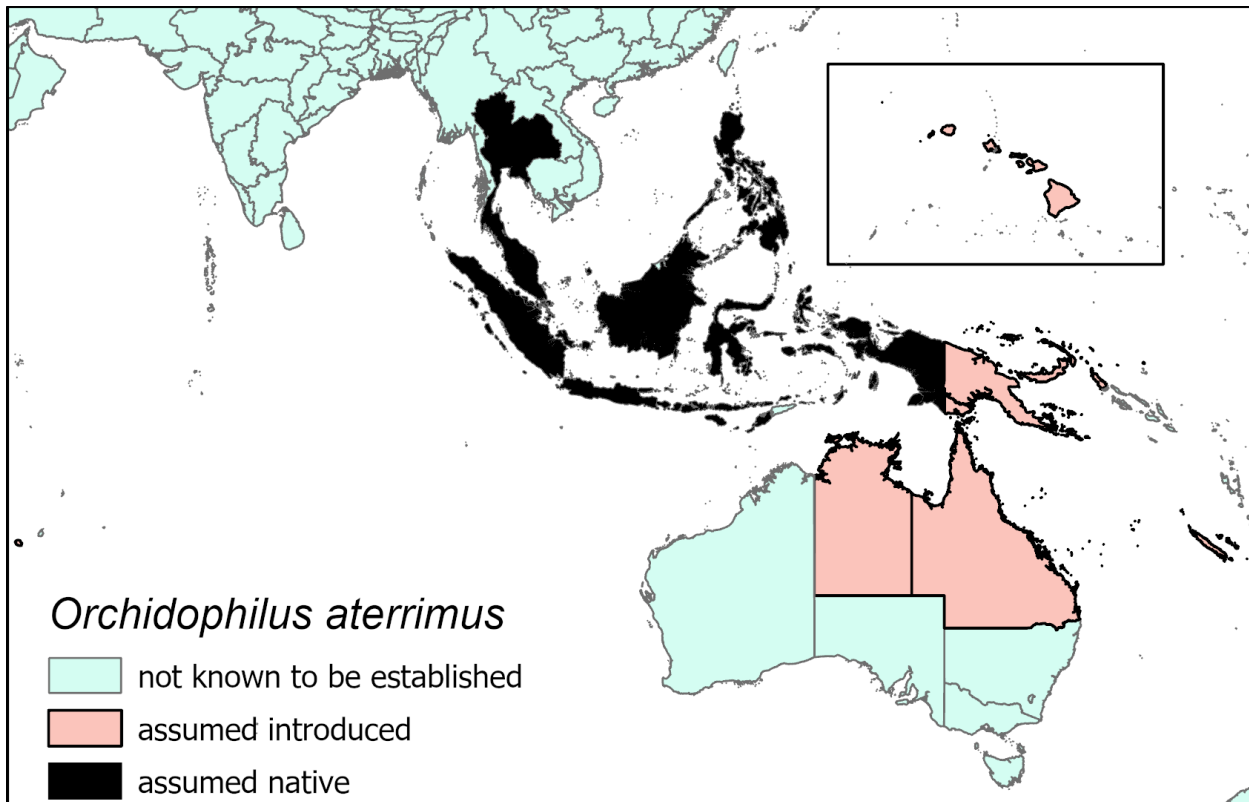 Orchidophilus aterrimus
not known to be established
assumed introduced
assumed native